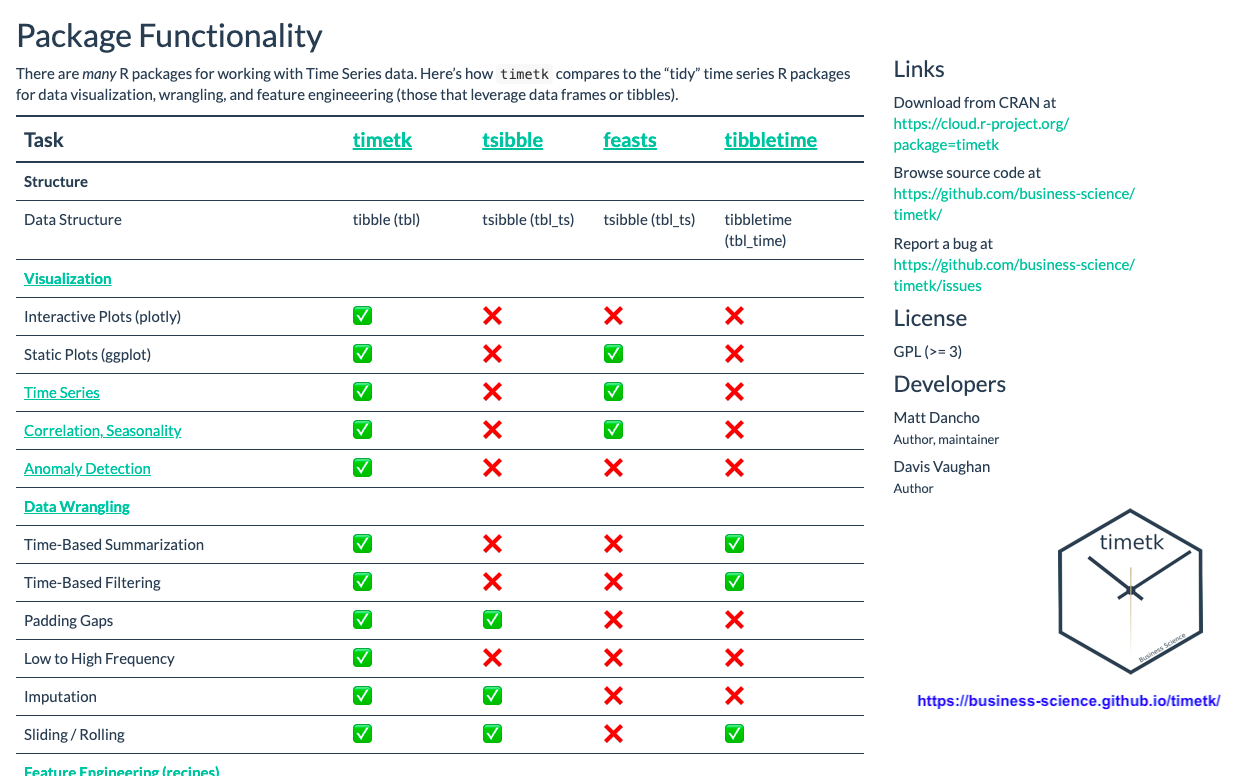 Package Functionality
There are many R packages for working with Time Series data. Here's how timetk compares to the "tidy" time series R packages
for data visualization, wrangling, and feature engineeering (those that leverage data frames or tibbles).
Task timetk tsibble feasts tibbletime
Structure
Data Structure tibble (tbl) tsibble (tbl_ts) tsibble (tbl_ts) tibbletime
(tbl_time)
Visualization
Interactive Plots (plotly) ✅ ❌ ❌ ❌
Static Plots (ggplot) ✅ ❌ ✅ ❌
Time Series ✅ ❌ ✅ ❌
Correlation, Seasonality ✅ ❌ ✅ ❌
Anomaly Detection ✅ ❌ ❌ ❌
Data Wrangling
Time-Based Summarization ✅ ❌ ❌ ✅
Time-Based Filtering ✅ ❌ ❌ ✅
Padding Gaps ✅ ✅ ❌ ❌
Low to High Frequency ✅ ❌ ❌ ❌
Imputation ✅ ✅ ❌ ❌
Sliding / Rolling ✅ ✅ ❌ ✅
Feature Engineering (recipes)
Links
Download from CRAN at
https://cloud.r-project.org/
package=timetk
Browse source code at
https://github.com/business-science/
timetk/
Report a bug at
https://github.com/business-science/
timetk/issues
License
GPL (>= 3)
Developers
Matt Dancho
Author, maintainer
Davis Vaughan
Author
timetk
Business Science
https://business-science.github.io/timetk/